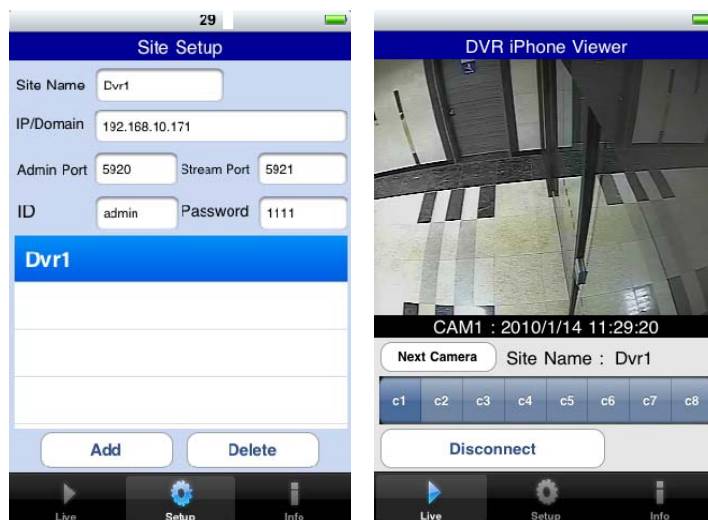 29
Site Setup
Site Name Dvr1
IP/Domain 192.168.10.171
Admin Port 5920 Stream Port 5921
ID admin Password 1111
Dvr1
Add Delete
Live Setup Info
DVR iPhone Viewer
CAM1 : 2010/1/14 11:29:20
Next Camera Site Name : Dvr1
c1 c2 c3 c4 c5 c6 c7 c8
Disconnect
Live Setup Info